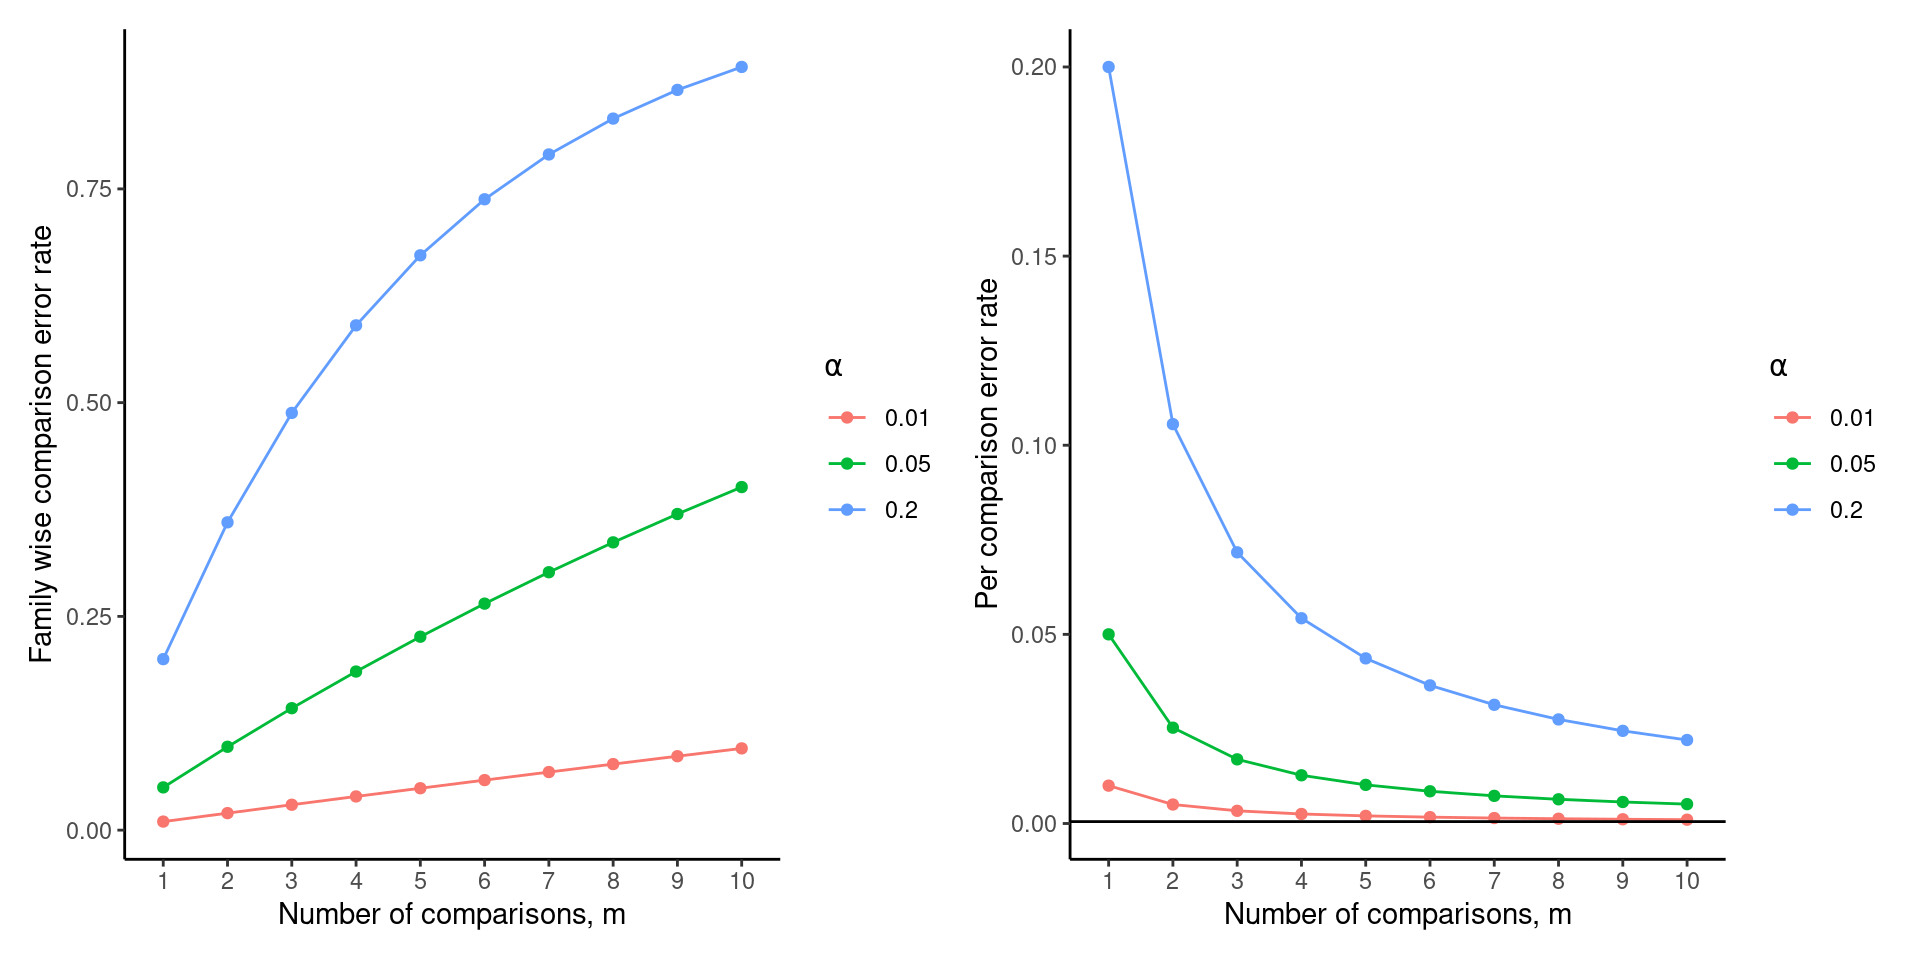 Family wise comparison error rate
0.75
0.50
0.25
0.00
1 2 3 4 5 6 7 8 9 10
Number of comparisons, m
α
0.01
0.05
0.2
Per comparison error rate
0.20
0.15
0.10
0.05
0.00
1 2 3 4 5 6 7 8 9 10
Number of comparisons, m
α
0.01
0.05
0.2